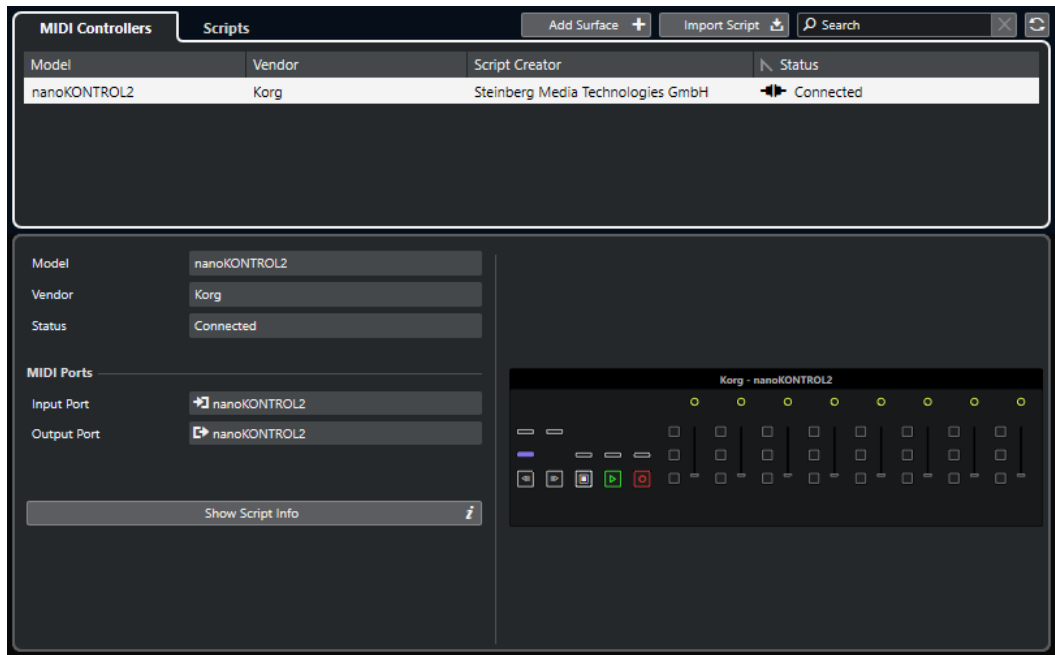 MIDI Controllers Scripts Add Surface Import Script Search
Model Vendor Script Creator Status
nanoKONTROL2 Korg Steinberg Media Technologies GmbH Connected
Model nanoKONTROL2
Vendor Korg
Status Connected
MIDI Ports
Input Port nanoKONTROL2
Output Port nanoKONTROL2
Show Script Info i
Korg - nanoKONTROL2